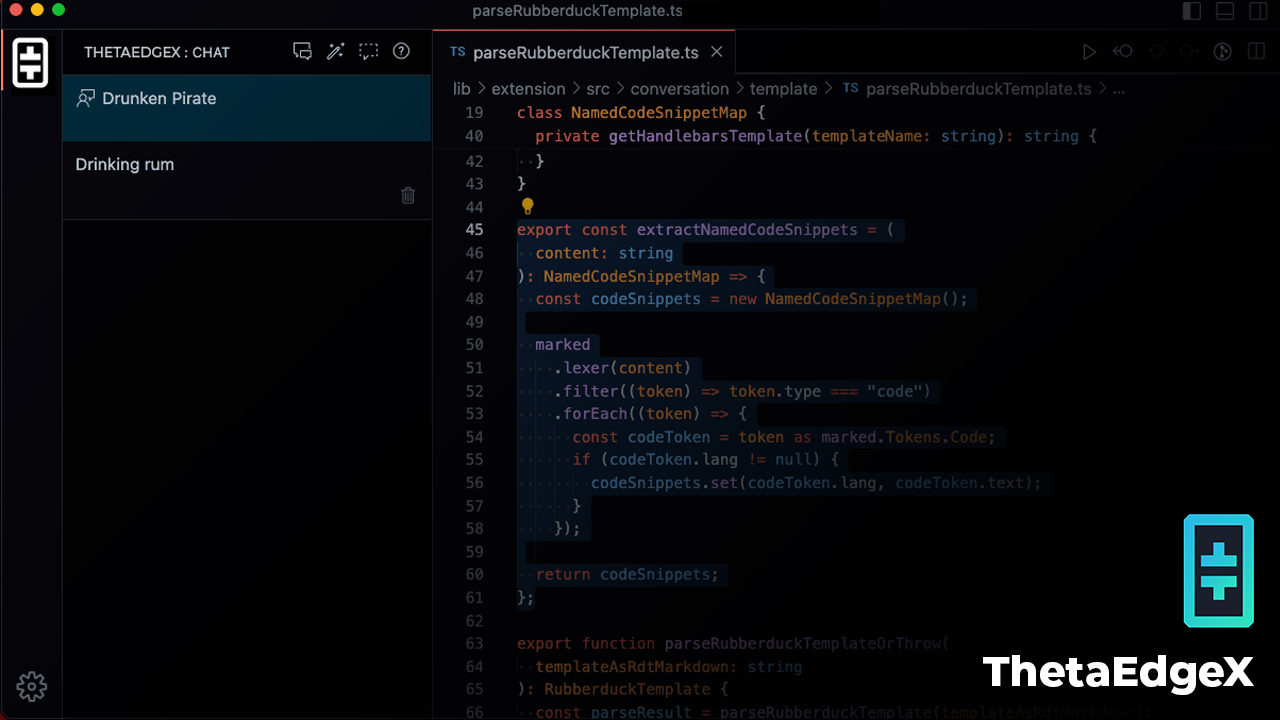 parseRubberduckTemplate.ts
THETAEDGEX : CHAT
Drunken Pirate
Drinking rum
TS parseRubberduckTemplate.ts
lib > extension > src > conversation > template > TS parseRubberduckTemplate.ts > ...
19 class NamedCodeSnippetMap {
40 private getHandlebarsTemplate(templateName: string): string {
42 }
43 }
44
45 export const extractNamedCodeSnippets = (
46 content: string
47 ): NamedCodeSnippetMap => {
48 const codeSnippets = new NamedCodeSnippetMap();
49
50 marked
51 .lexer(content)
52 .filter((token) => token.type === "code")
53 .forEach((token) => {
54 const codeToken = token as marked.Tokens.Code;
55 if (codeToken.lang != null) {
56 codeSnippets.set(codeToken.lang, codeToken.text);
57 }
58 });
59
60 return codeSnippets;
61 };
62
63 export function parseRubberduckTemplateOrThrow(
64 templateAsRdtMarkdown: string
65 ): RubberduckTemplate {
66 const parseResult = parseRubberduckTemplate(templateAsRdtMarkdown);
ThetaEdgeX